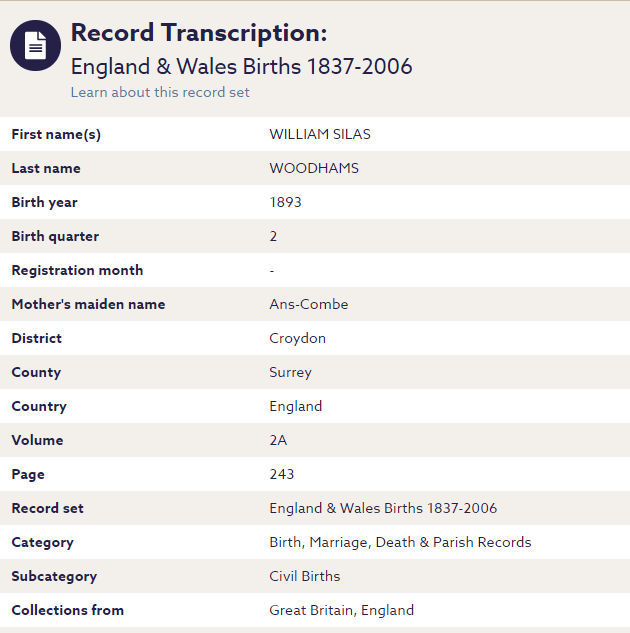 Record Transcription:
England & Wales Births 1837-2006
Learn about this record set
First name(s) WILLIAM SILAS
Last name WOODHAMS
Birth year 1893
Birth quarter 2
Registration month -
Mother's maiden name Ans-Combe
District Croydon
County Surrey
Country England
Volume 2A
Page 243
Record set England & Wales Births 1837-2006
Category Birth, Marriage, Death & Parish Records
Subcategory Civil Births
Collections from Great Britain, England